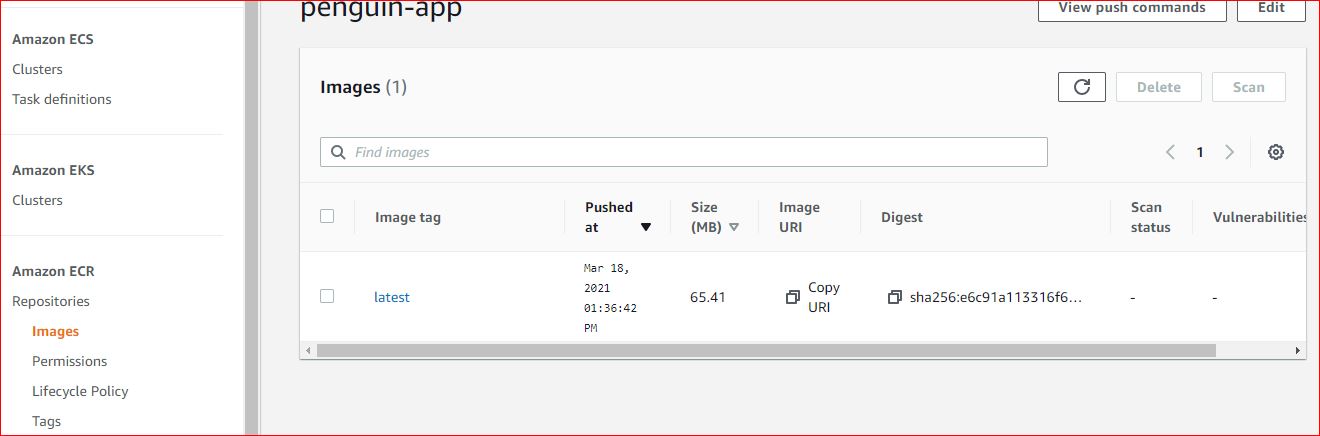 penguin-app
View push commands
Edit
Amazon ECS
Clusters
Task definitions
Amazon EKS
Clusters
Amazon ECR
Repositories
Images
Permissions
Lifecycle Policy
Tags
Images (1)
Delete
Scan
Find images
1
Image tag
Pushed
at
Size
(MB)
Image
URI
Digest
Scan
status
Vulnerabilities
latest
Mar 18,
2021
01:36:42
PM
65.41
Copy
URI
sha256:e6c91a113316f6...
-
-